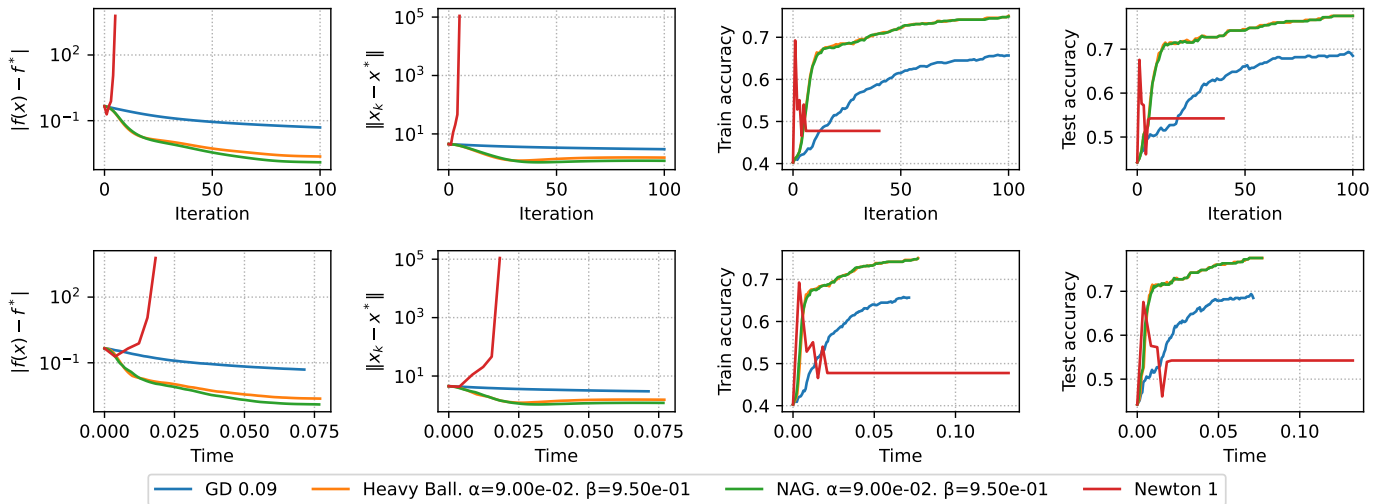 |f(x) − f*|
10²
10⁻¹
0
50
100
Iteration
‖x_k − x*‖
10⁵
10³
10¹
0
50
100
Iteration
Train accuracy
0.7
0.6
0.5
0.4
0
50
100
Iteration
Test accuracy
0.7
0.6
0.5
0
50
100
Iteration
|f(x) − f*|
10²
10⁻¹
0.000
0.025
0.050
0.075
Time
‖x_k − x*‖
10⁵
10³
10¹
0.000
0.025
0.050
0.075
Time
Train accuracy
0.7
0.6
0.5
0.4
0.00
0.05
0.10
Time
Test accuracy
0.7
0.6
0.5
0.00
0.05
0.10
Time
GD 0.09
Heavy Ball. α=9.00e-02. β=9.50e-01
NAG. α=9.00e-02. β=9.50e-01
Newton 1